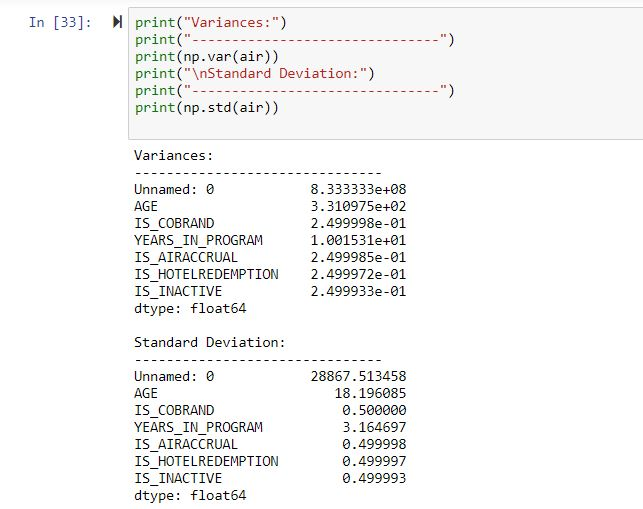 In [33]:
print("Variances:")
print("-------------------------------")
print(np.var(air))
print("\nStandard Deviation:")
print("-------------------------------")
print(np.std(air))
Variances:
-------------------------------
Unnamed: 0 8.333333e+08
AGE 3.310975e+02
IS_COBRAND 2.499998e-01
YEARS_IN_PROGRAM 1.001531e+01
IS_AIRACCRUAL 2.499985e-01
IS_HOTELREDEMPTION 2.499972e-01
IS_INACTIVE 2.499933e-01
dtype: float64
Standard Deviation:
-------------------------------
Unnamed: 0 28867.513458
AGE 18.196085
IS_COBRAND 0.500000
YEARS_IN_PROGRAM 3.164697
IS_AIRACCRUAL 0.499998
IS_HOTELREDEMPTION 0.499997
IS_INACTIVE 0.499993
dtype: float64